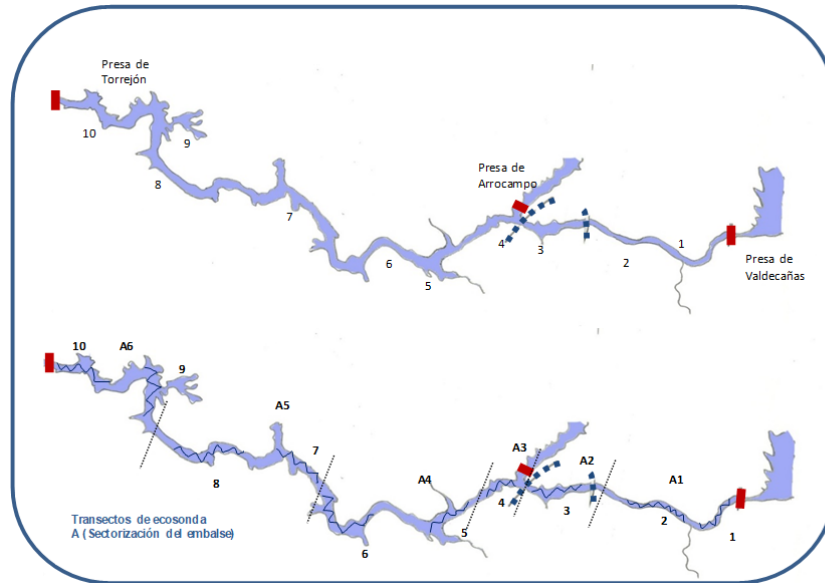 Presa de
Torrejón
10
9
8
Presa de
Arrocampo
7
6
5
4
3
2
1
Presa de
Valdecañas
10
A6
9
A5
8
7
A4
A3
A2
A1
6
5
4
3
2
1
Transectos de ecosonda
A ( Sectorización del embalse)